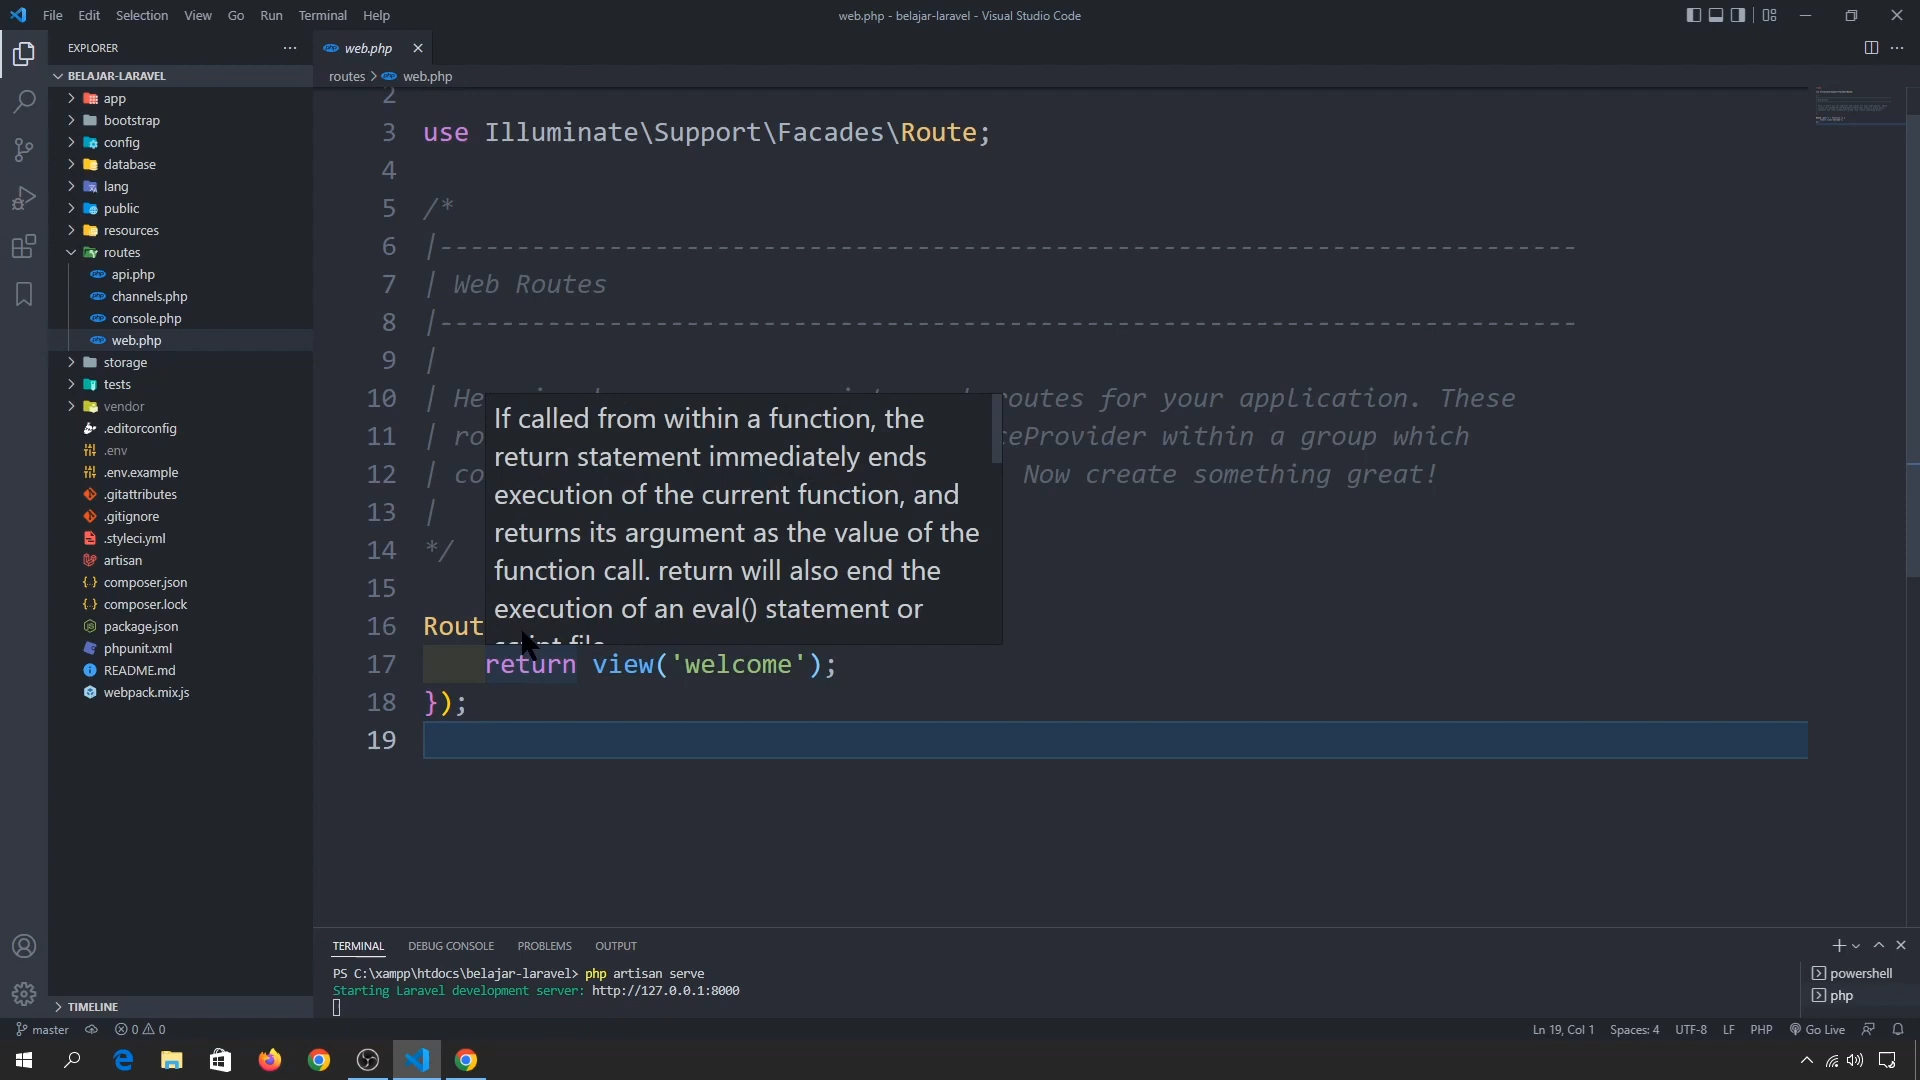 File Edit Selection View Go Run Terminal Help
web.php - belajar-laravel - Visual Studio Code
EXPLORER
BELAJAR-LARAVEL
app
bootstrap
config
database
lang
public
resources
routes
api.php
channels.php
console.php
web.php
storage
tests
vendor
.editorconfig
.env
.env.example
.gitattributes
.gitignore
.styleci.yml
artisan
composer.json
composer.lock
package.json
phpunit.xml
README.md
webpack.mix.js
TIMELINE
web.php
routes > web.php
2
3 use Illuminate\Support\Facades\Route;
4
5 /*
6 |--------------------------------------------------------------------------
7 | Web Routes
8 |--------------------------------------------------------------------------
9 |
10 | He routes for your application. These
11 | ro ceProvider within a group which
12 | co Now create something great!
13 |
14 */
15
16 Rout
17 return view('welcome');
18 });
19
If called from within a function, the
return statement immediately ends
execution of the current function, and
returns its argument as the value of the
function call. return will also end the
execution of an eval() statement or
script file.
TERMINAL DEBUG CONSOLE PROBLEMS OUTPUT
PS C:\xampp\htdocs\belajar-laravel> php artisan serve
Starting Laravel development server: http://127.0.0.1:8000
powershell
php
master 0 0 Ln 19, Col 1 Spaces: 4 UTF-8 LF PHP Go Live